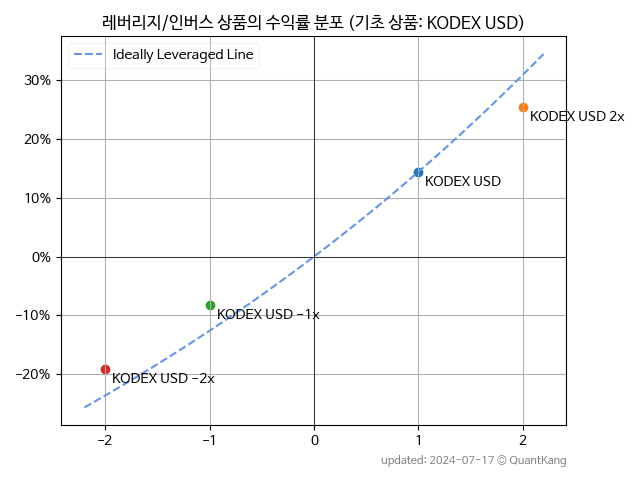 레버리지/인버스 상품의 수익률 분포 (기초 상품: KODEX USD)
Ideally Leveraged Line
30%
20%
10%
0%
−10%
−20%
KODEX USD 2x
KODEX USD
KODEX USD −1x
KODEX USD −2x
−2
−1
0
1
2
updated: 2024-07-17 © QuantKang